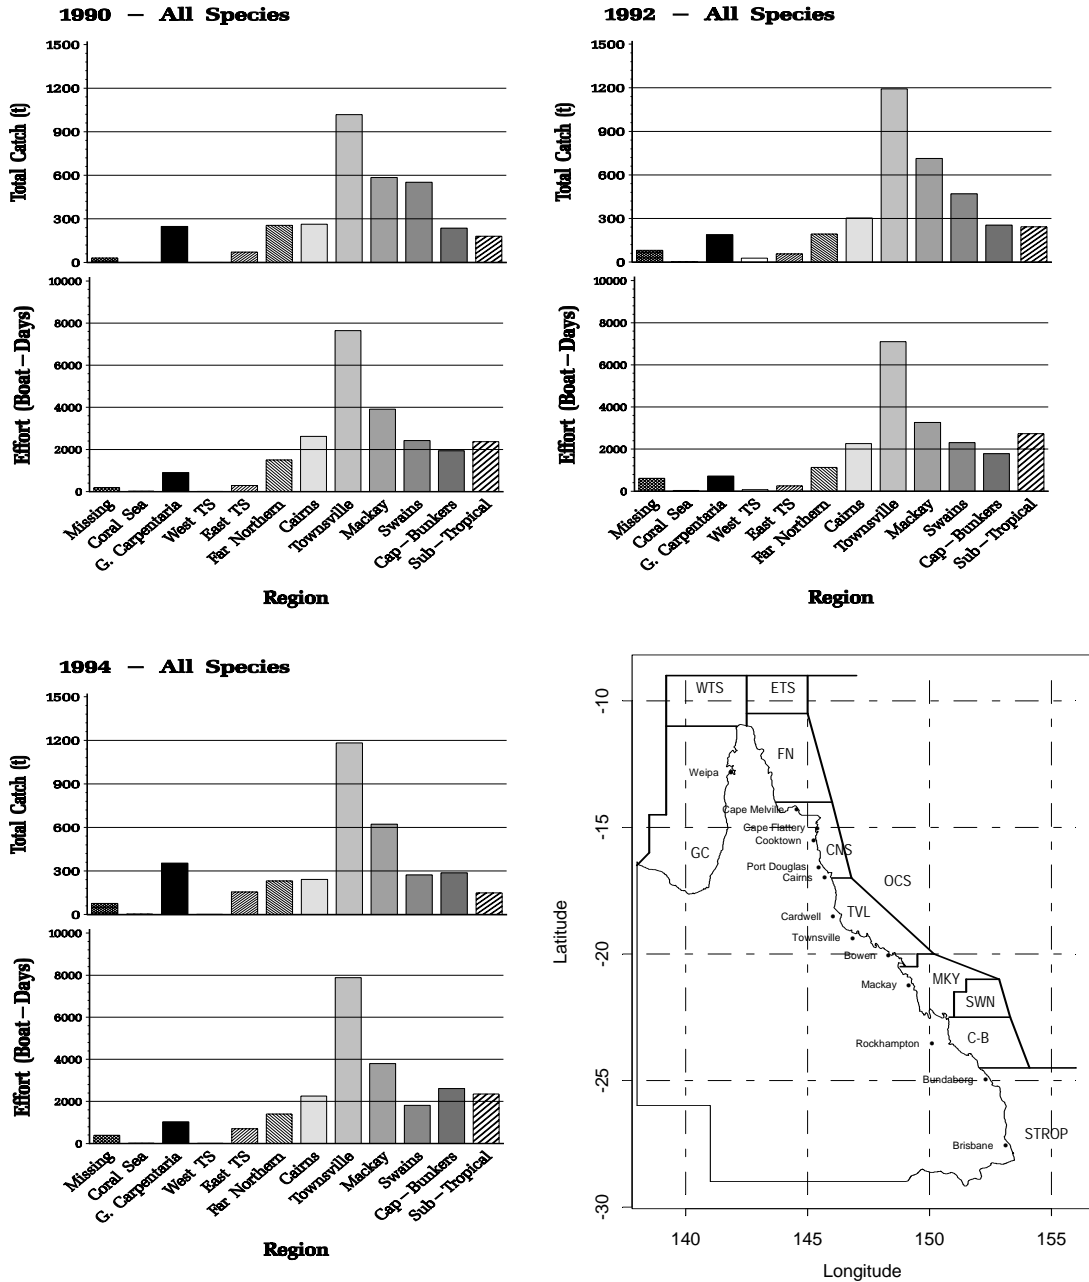 1990 – All Species
Total Catch (t)
1500
1200
900
600
300
0
Effort (Boat–Days)
10000
8000
6000
4000
2000
0
Missing
Coral Sea
G. Carpentaria
West TS
East TS
Far Northern
Cairns
Townsville
Mackay
Swains
Cap–Bunkers
Sub–Tropical
Region
1992 – All Species
Total Catch (t)
1500
1200
900
600
300
0
Effort (Boat–Days)
10000
8000
6000
4000
2000
0
Missing
Coral Sea
G. Carpentaria
West TS
East TS
Far Northern
Cairns
Townsville
Mackay
Swains
Cap–Bunkers
Sub–Tropical
Region
1994 – All Species
Total Catch (t)
1500
1200
900
600
300
0
Effort (Boat–Days)
10000
8000
6000
4000
2000
0
Missing
Coral Sea
G. Carpentaria
West TS
East TS
Far Northern
Cairns
Townsville
Mackay
Swains
Cap–Bunkers
Sub–Tropical
Region
Latitude
-10
-15
-20
-25
-30
WTS
ETS
FN
Weipa
Cape Melville
Cape Flattery
Cooktown
GC
CNS
Port Douglas
Cairns
OCS
Cardwell
TVL
Townsville
Bowen
MKY
Mackay
SWN
C-B
Rockhampton
Bundaberg
STROP
Brisbane
140
145
150
155
Longitude